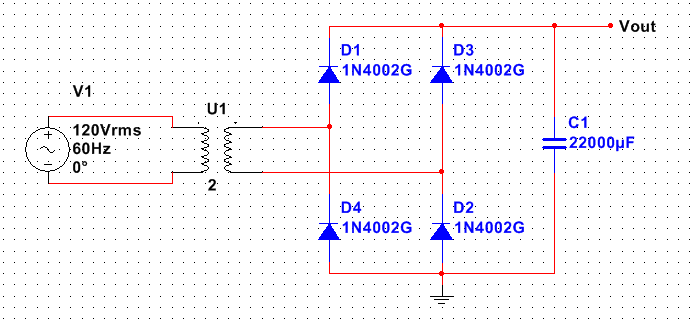 Vout
D1
1N4002G
D3
1N4002G
V1
120Vrms
60Hz
0°
U1
2
C1
22000µF
D4
1N4002G
D2
1N4002G